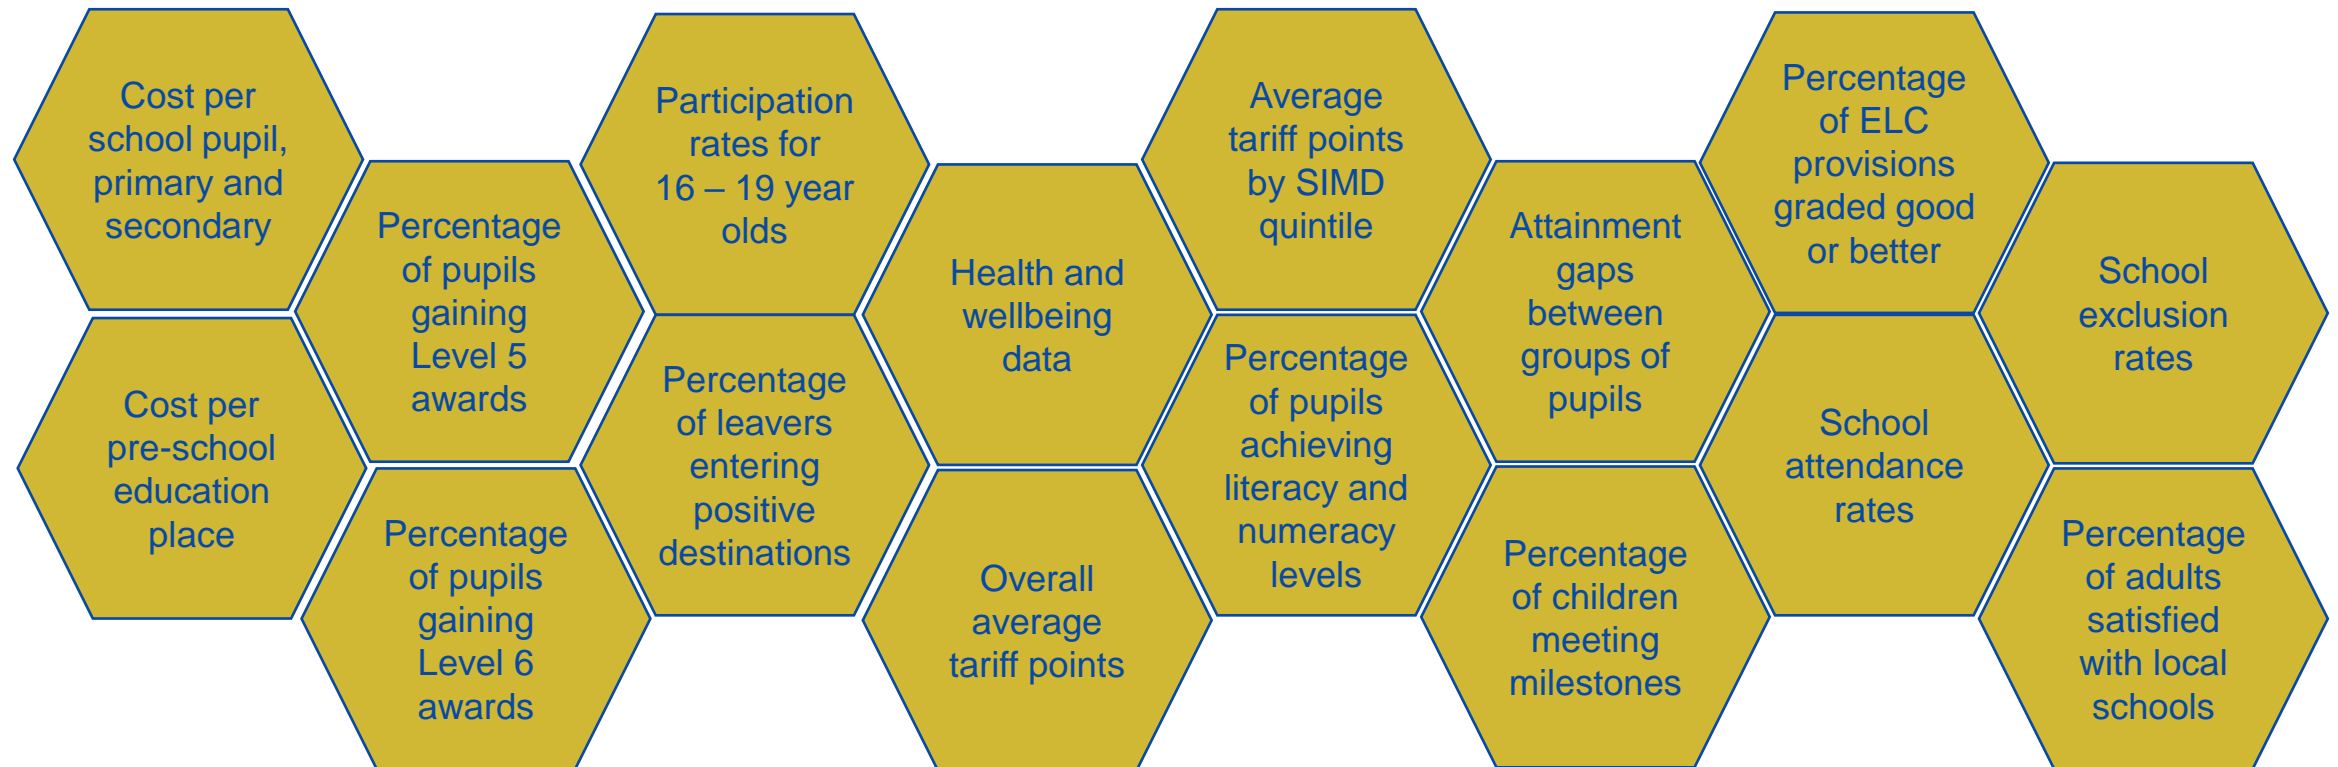 Cost per
school pupil,
primary and
secondary
Cost per
pre-school
education
place
Percentage
of pupils
gaining
Level 5
awards
Percentage
of pupils
gaining
Level 6
awards
Participation
rates for
16 – 19 year
olds
Percentage
of leavers
entering
positive
destinations
Health and
wellbeing
data
Overall
average
tariff points
Average
tariff points
by SIMD
quintile
Percentage
of pupils
achieving
literacy and
numeracy
levels
Attainment
gaps
between
groups of
pupils
Percentage
of children
meeting
milestones
Percentage
of ELC
provisions
graded good
or better
School
attendance
rates
School
exclusion
rates
Percentage
of adults
satisfied
with local
schools